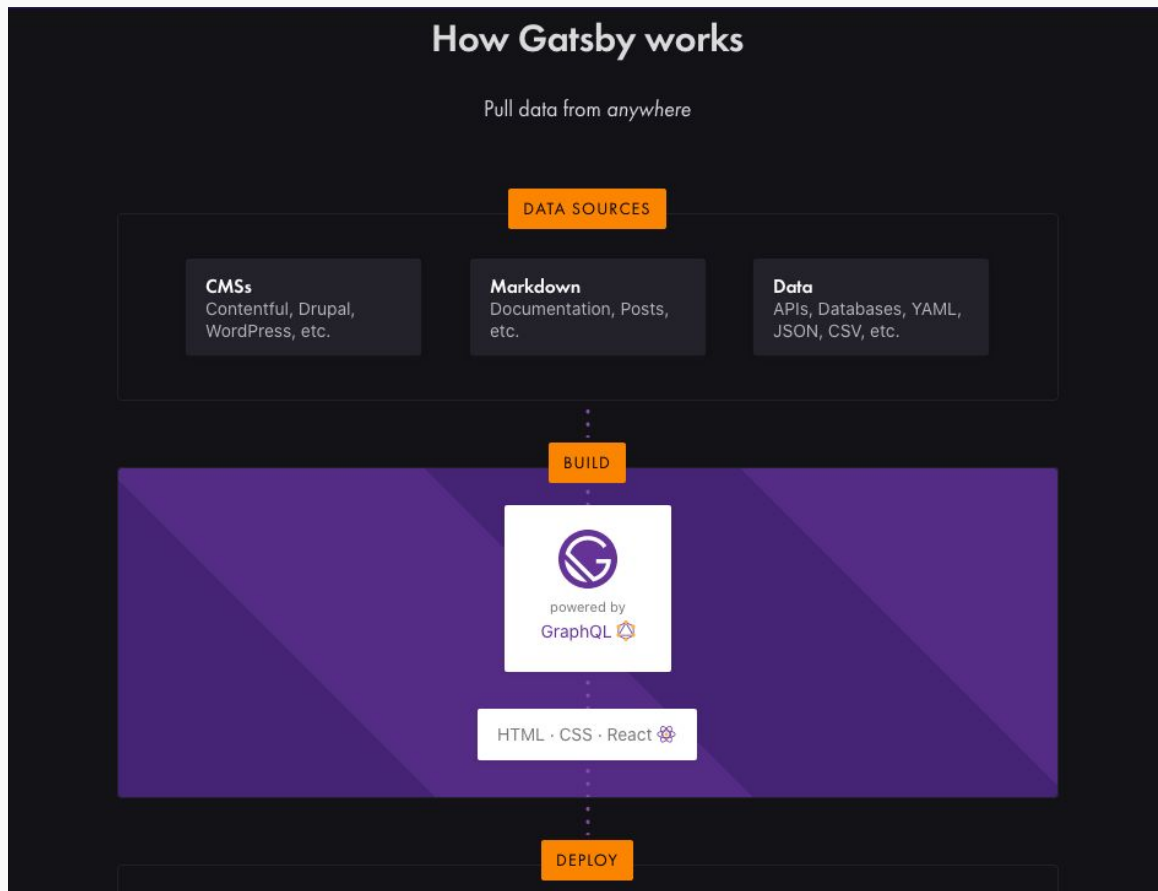 How Gatsby works
Pull data from anywhere
DATA SOURCES
CMSs
Contentful, Drupal,
WordPress, etc.
Markdown
Documentation, Posts,
etc.
Data
APIs, Databases, YAML,
JSON, CSV, etc.
BUILD
powered by
GraphQL
HTML · CSS · React
DEPLOY